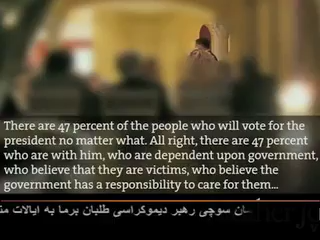 There are 47 percent of the people who will vote for the
president no matter what. All right, there are 47 percent
who are with him, who are dependent upon government,
who believe that they are victims, who believe the
government has a responsibility to care for them...
سان سوچی رهبر دیموکراسی طلبان برما به ایالات